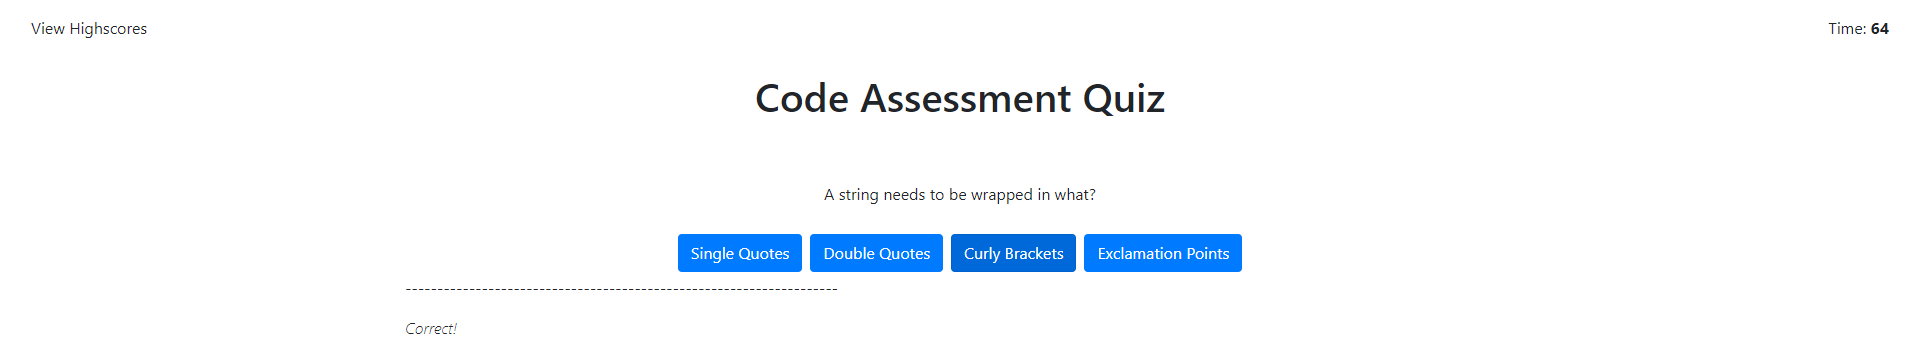 View Highscores Time: 64
Code Assessment Quiz
A string needs to be wrapped in what?
Single Quotes Double Quotes Curly Brackets Exclamation Points
--------------------------------------------------------------------
Correct!